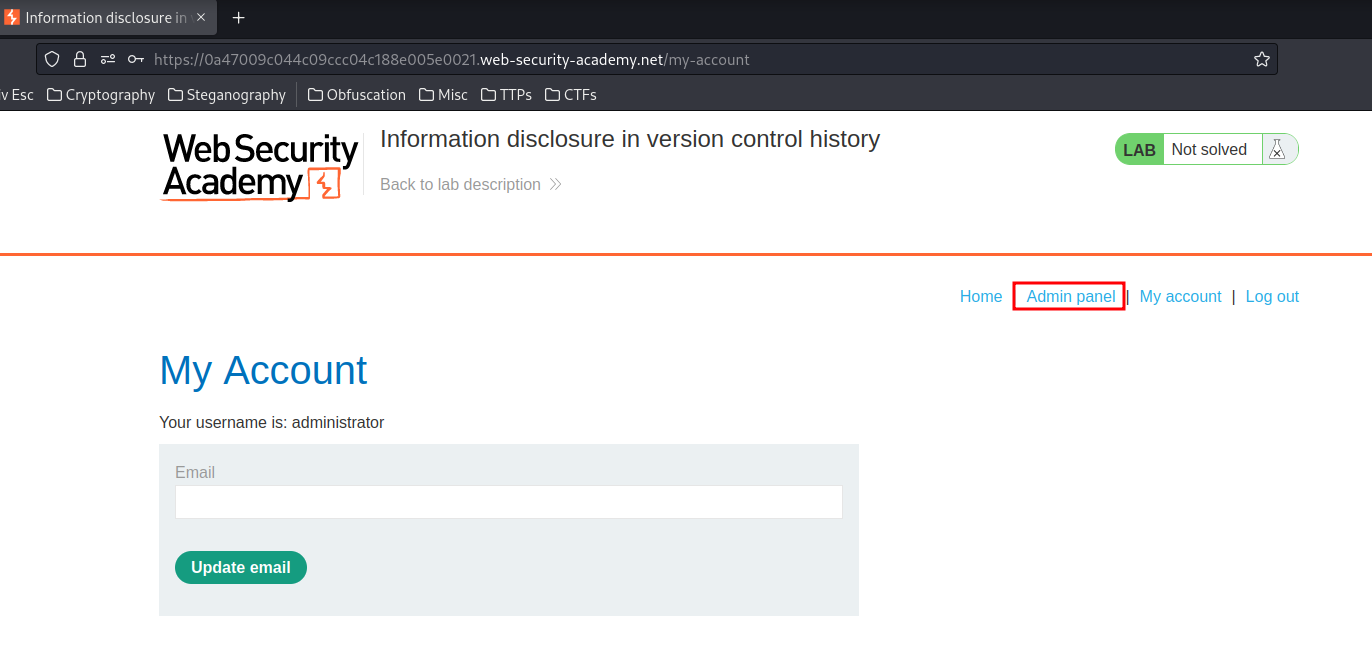 Information disclosure in
https://0a47009c044c09ccc04c188e005e0021.web-security-academy.net/my-account
iv Esc Cryptography Steganography Obfuscation Misc TTPs CTFs
WebSecurity
Academy
Information disclosure in version control history
Back to lab description
LAB Not solved
Home Admin panel | My account | Log out
My Account
Your username is: administrator
Email
Update email